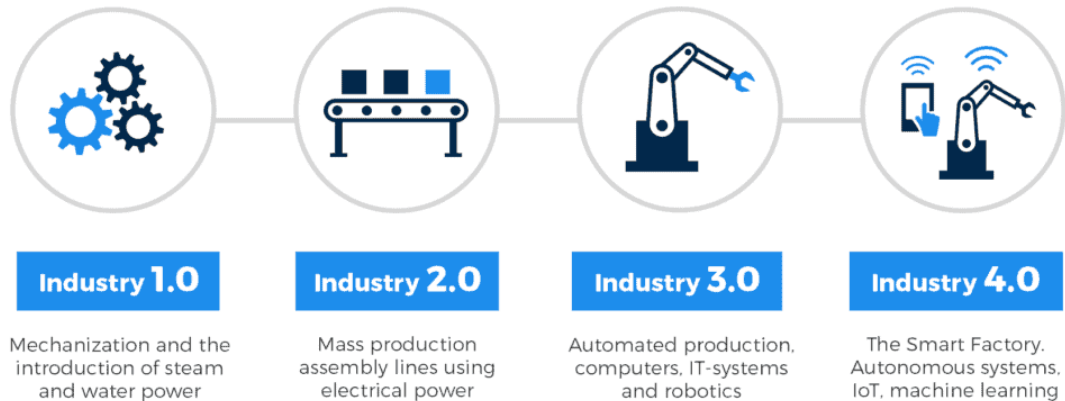 Industry 1.0
Mechanization and the
introduction of steam
and water power
Industry 2.0
Mass production
assembly lines using
electrical power
Industry 3.0
Automated production,
computers, IT-systems
and robotics
Industry 4.0
The Smart Factory.
Autonomous systems,
IoT, machine learning